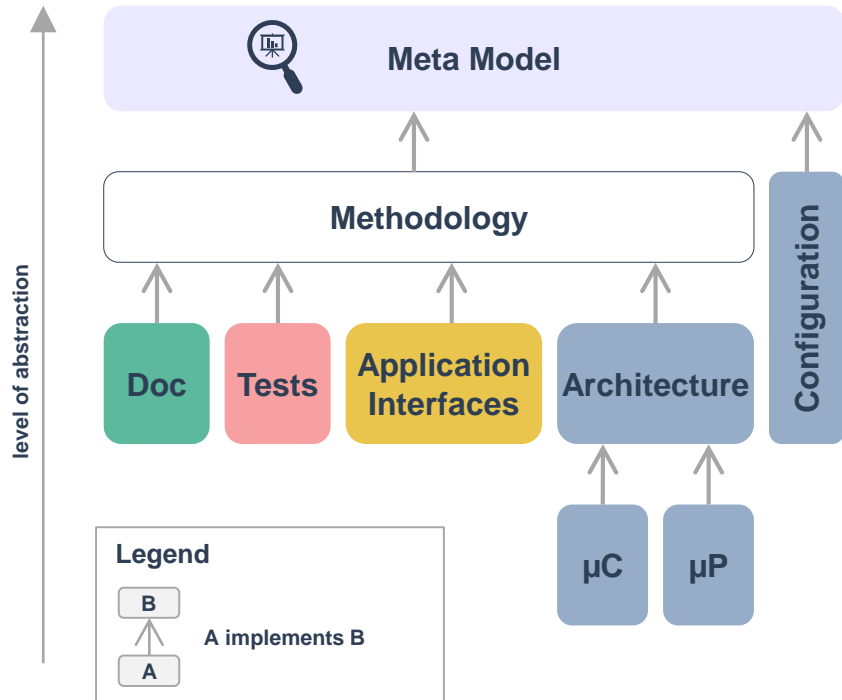 Meta Model
Methodology
Configuration
level of abstraction
Doc
Tests
Application
Interfaces
Architecture
µC
µP
Legend
B
A implements B
A